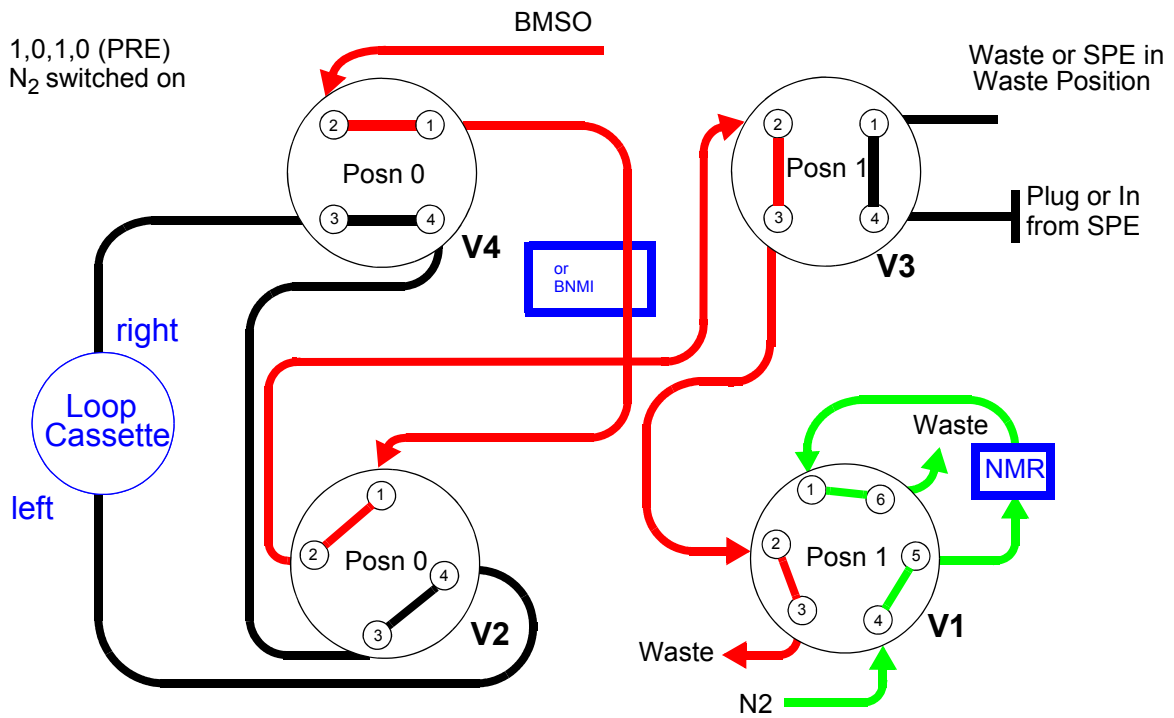 1,0,1,0 (PRE)
N2 switched on
BMSO
Waste or SPE in
Waste Position
2
1
Posn 0
3
4
V4
2
1
Posn 1
3
4
V3
Plug or In
from SPE
or
BNMI
right
Loop
Cassette
left
1
2
Posn 0
4
3
V2
Waste
NMR
1
6
2
Posn 1
5
3
4
V1
Waste
N2